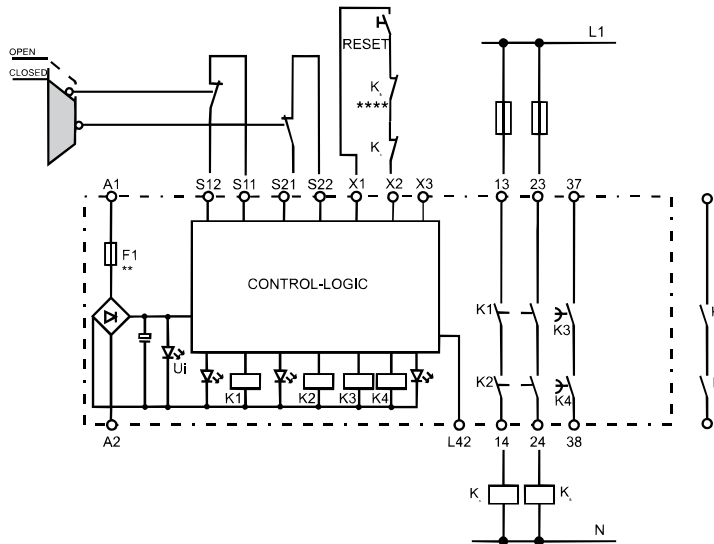 L1
RESET
OPEN
CLOSED
K
****
K
A1 S12 S11 S21 S22 X1 X2 X3 13 23 37
F1
**
CONTROL-LOGIC
K1 K3
Ui
K1 K2 K3 K4
K2 K4
A2 L42 14 24 38
K K
N